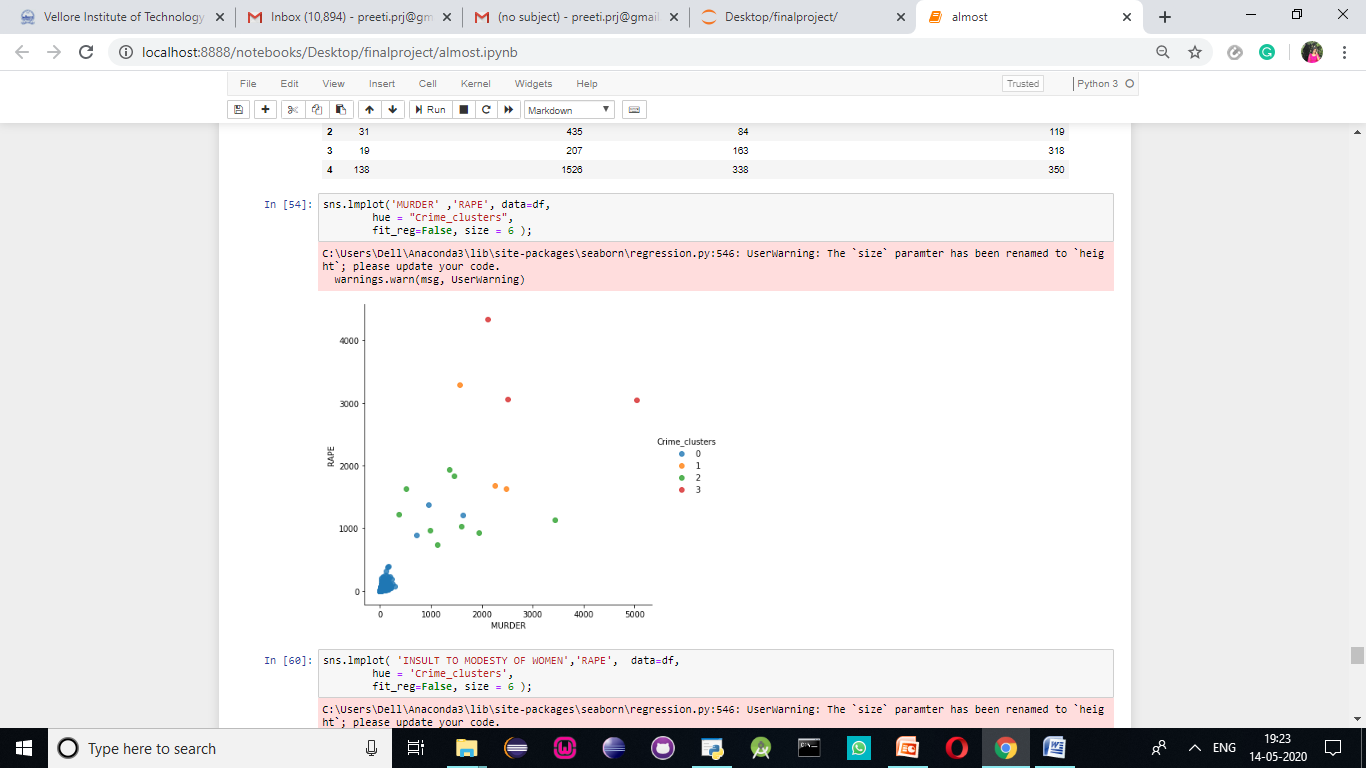 Vellore Institute of Technology
Inbox (10,894) - preeti.prj@gm
(no subject) - preeti.prj@gmail
Desktop/finalproject/
almost
localhost:8888/notebooks/Desktop/finalproject/almost.ipynb
File Edit View Insert Cell Kernel Widgets Help Trusted Python 3
Run Markdown
2 31 435 84 119
3 19 207 163 318
4 138 1526 338 350
In [54]: sns.lmplot('MURDER' ,'RAPE', data=df,
hue = "Crime_clusters",
fit_reg=False, size = 6 );
C:\Users\Dell\Anaconda3\lib\site-packages\seaborn\regression.py:546: UserWarning: The `size` paramter has been renamed to `heig
ht`; please update your code.
warnings.warn(msg, UserWarning)
4000
3000
2000
1000
0
RAPE
0 1000 2000 3000 4000 5000
MURDER
Crime_clusters
0
1
2
3
In [60]: sns.lmplot( 'INSULT TO MODESTY OF WOMEN','RAPE', data=df,
hue = 'Crime_clusters',
fit_reg=False, size = 6 );
C:\Users\Dell\Anaconda3\lib\site-packages\seaborn\regression.py:546: UserWarning: The `size` paramter has been renamed to `heig
ht`; please update your code.
Type here to search
ENG
19:23
14-05-2020